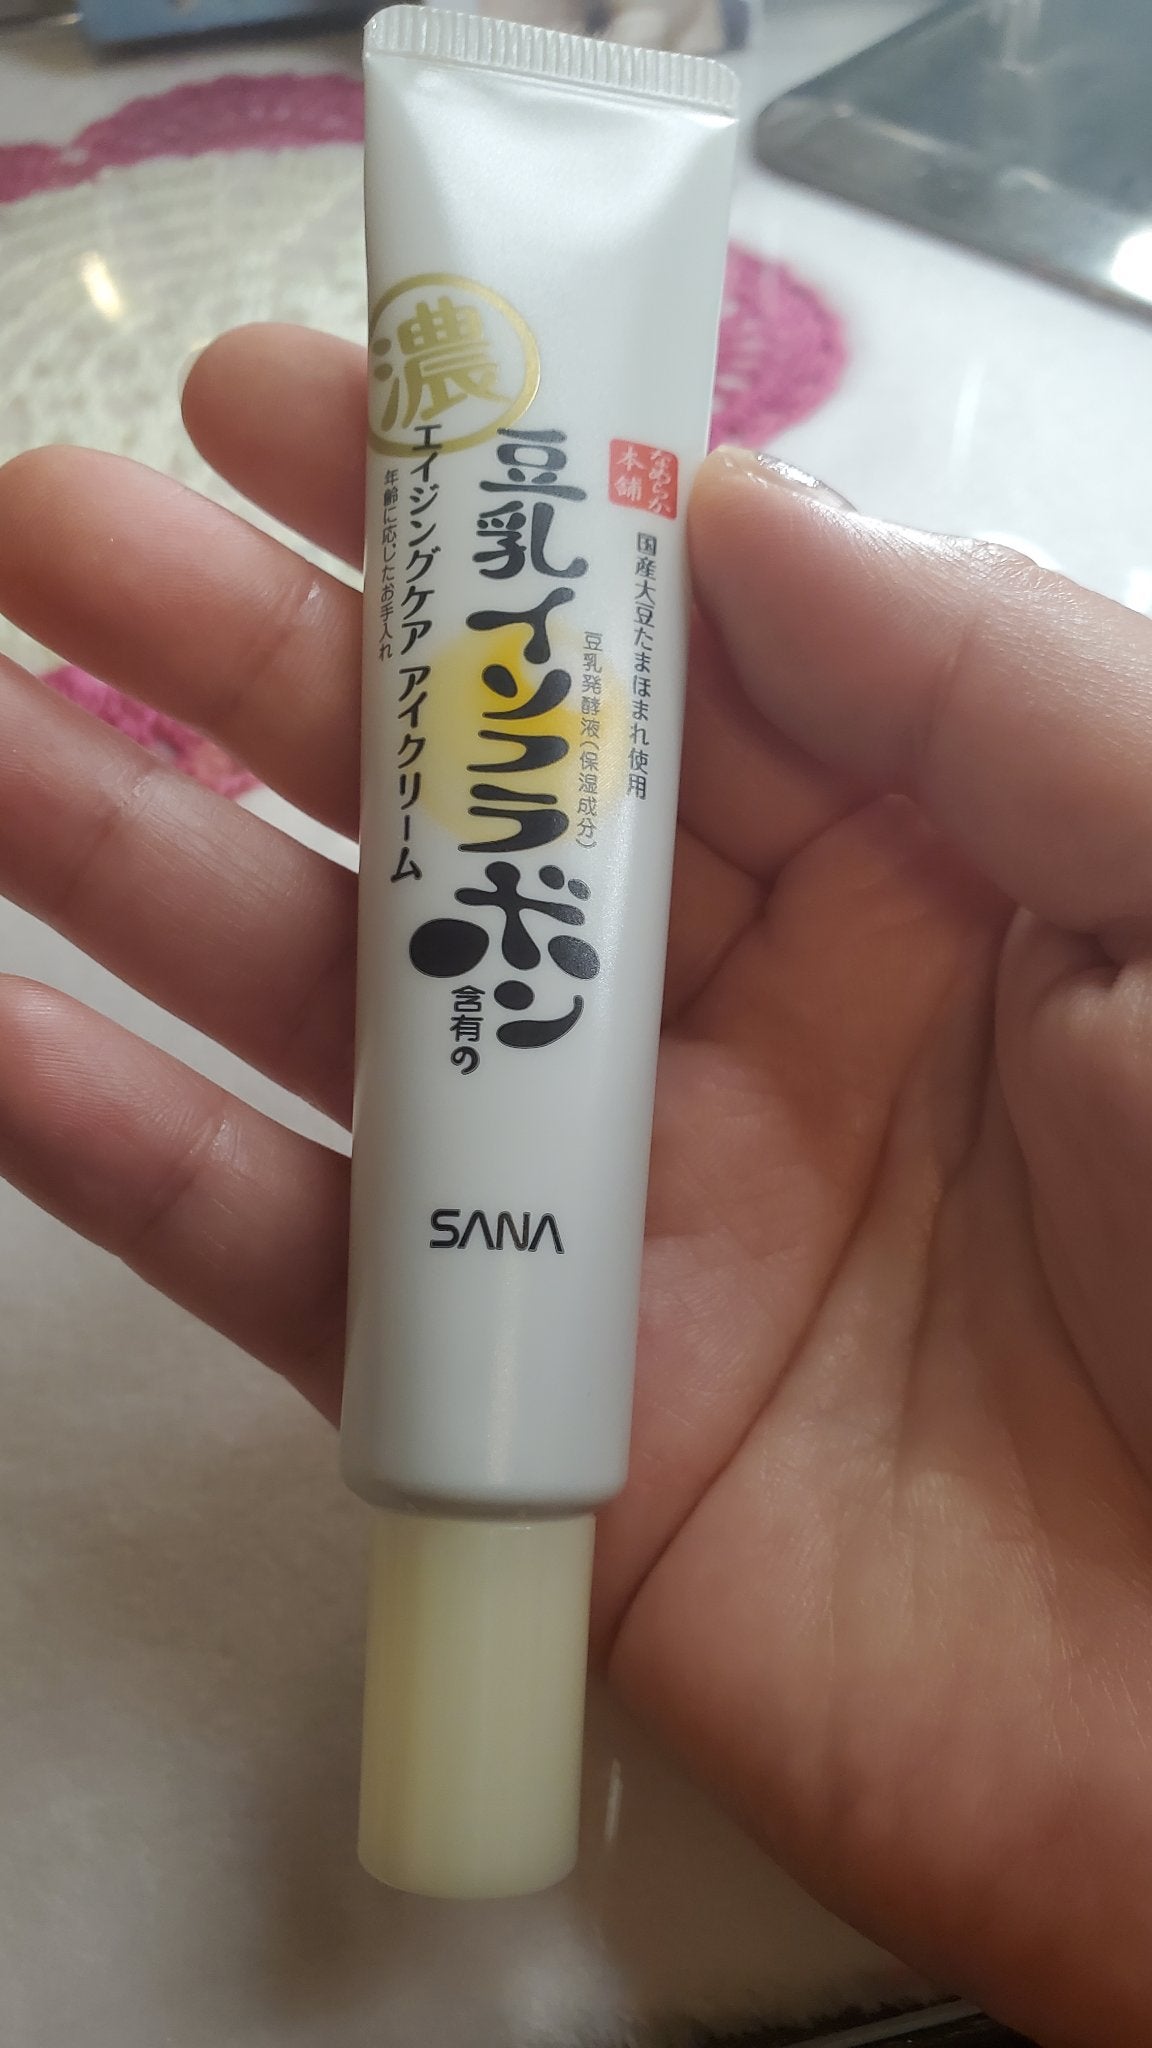 なめらか
本舗
国産大豆たまほまれ使用
豆乳発酵液(保湿成分)
豆乳イソフラボン
含有の
濃
エイジングケア アイクリーム
年齢に応じたお手入れ
SANA